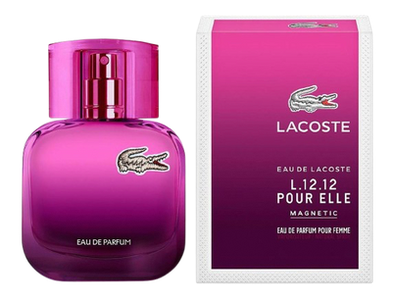 EAU DE PARFUM
LACOSTE
EAU DE LACOSTE
L.12.12
POUR ELLE
MAGNETIC
EAU DE PARFUM POUR FEMME